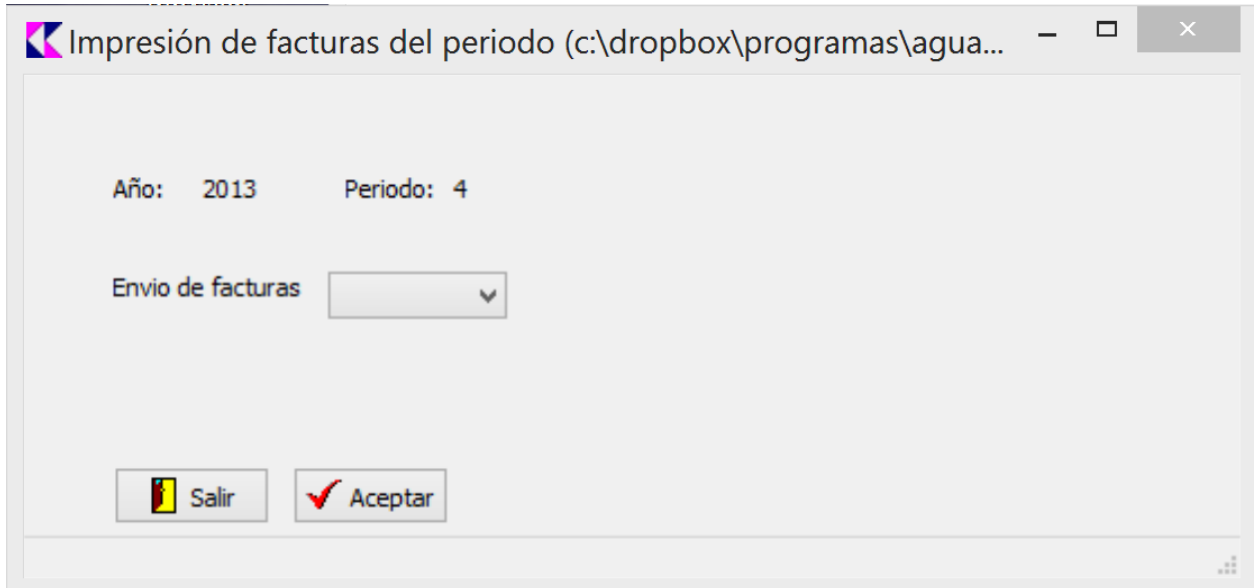 Impresión de facturas del periodo (c:\dropbox\programas\agua...
Año: 2013 Periodo: 4
Envio de facturas
Salir Aceptar